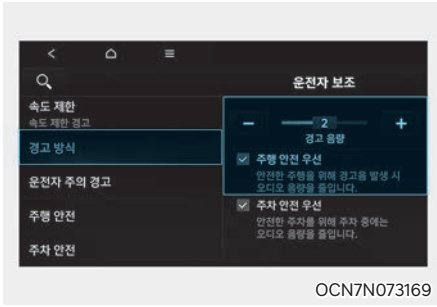 운전자 보조
속도 제한
속도 제한 경고
경고 방식
운전자 주의 경고
주행 안전
주차 안전
− 2 +
경고 음량
주행 안전 우선
안전한 주행을 위해 경고음 발생 시
오디오 음량을 줄입니다.
주차 안전 우선
안전한 주차를 위해 주차 중에는
오디오 음량을 줄입니다.
OCN7N073169